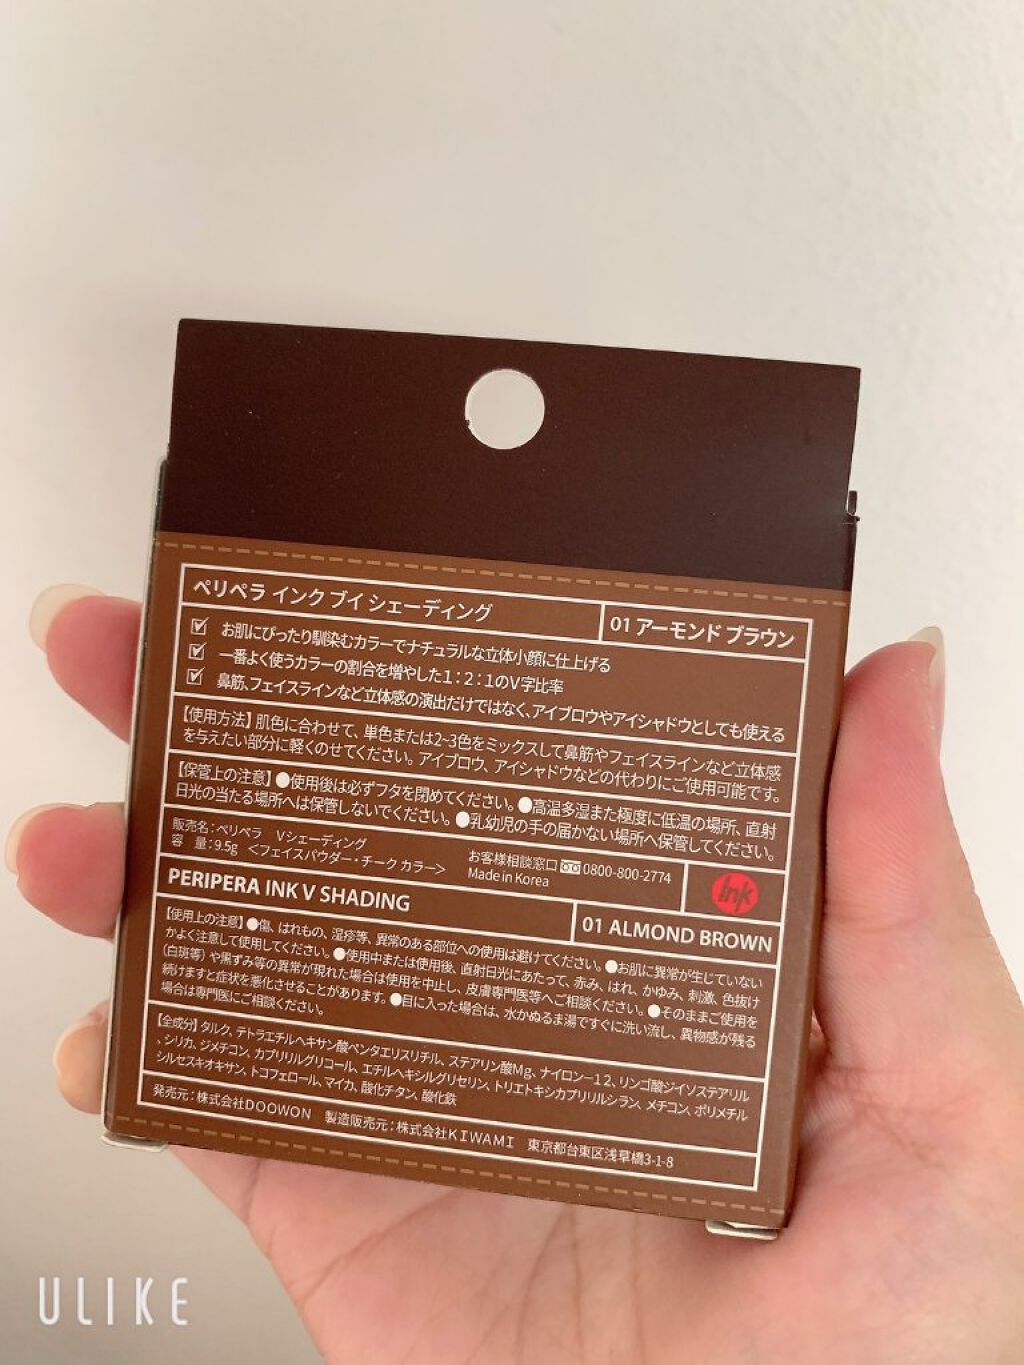 ペリペラ インク ブイ シェーディング
01 アーモンド ブラウン
お肌にぴったり馴染むカラーでナチュラルな立体小顔に仕上げる
一番よく使うカラーの割合を増やした1:2:1のV字比率
鼻筋、フェイスラインなど立体感の演出だけではなく、アイブロウやアイシャドウとしても使える
【使用方法】肌色に合わせて、単色または2~3色をミックスして鼻筋やフェイスラインなど立体感
を与えたい部分に軽くのせてください。アイブロウ、アイシャドウなどの代わりにご使用可能です。
【保管上の注意】●使用後は必ずフタを閉めてください。●高温多湿また極度に低温の場所、直射
日光の当たる場所へは保管しないでください。●乳幼児の手の届かない場所へ保管してください。
販売名:ペリペラ Vシェーディング
容 量:9.5g <フェイスパウダー・チーク カラー>
お客様相談窓口 0800-800-2774
Made in Korea
ink
PERIPERA INK V SHADING
01 ALMOND BROWN
【使用上の注意】●傷、はれもの、湿疹等、異常のある部位への使用は避けてください。●お肌に異常が生じていない
かよく注意して使用してください。●使用中または使用後、直射日光にあたって、赤み、はれ、かゆみ、刺激、色抜け
(白斑等)や黒ずみ等の異常が現れた場合は使用を中止し、皮膚専門医等へご相談ください。●そのままご使用を
続けますと症状を悪化させることがあります。●目に入った場合は、水かぬるま湯ですぐに洗い流し、異物感が残る
場合は専門医にご相談ください。
【全成分】タルク、テトラエチルヘキサン酸ペンタエリスリチル、ステアリン酸Mg、ナイロン-12、リンゴ酸ジイソステアリル
、シリカ、ジメチコン、カプリリルグリコール、エチルヘキシルグリセリン、トリエトキシカプリリルシラン、メチコン、ポリメチル
シルセスキオキサン、トコフェロール、マイカ、酸化チタン、酸化鉄
発売元:株式会社DOOWON 製造販売元:株式会社KIWAMI 東京都台東区浅草橋3-1-8
ULIKE